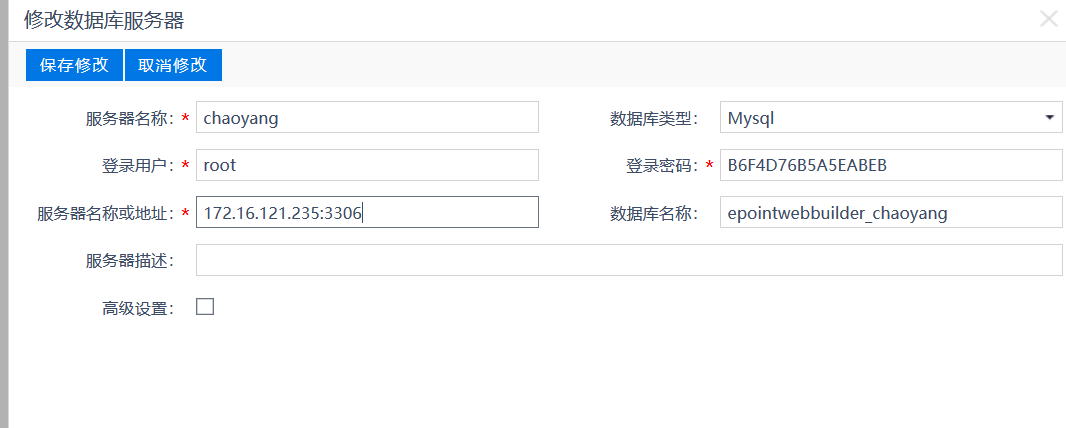 修改数据库服务器
保存修改 取消修改
服务器名称：* chaoyang 数据库类型： Mysql
登录用户：* root 登录密码：* B6F4D76B5A5EABEB
服务器名称或地址：* 172.16.121.235:3306 数据库名称： epointwebbuilder_chaoyang
服务器描述：
高级设置：